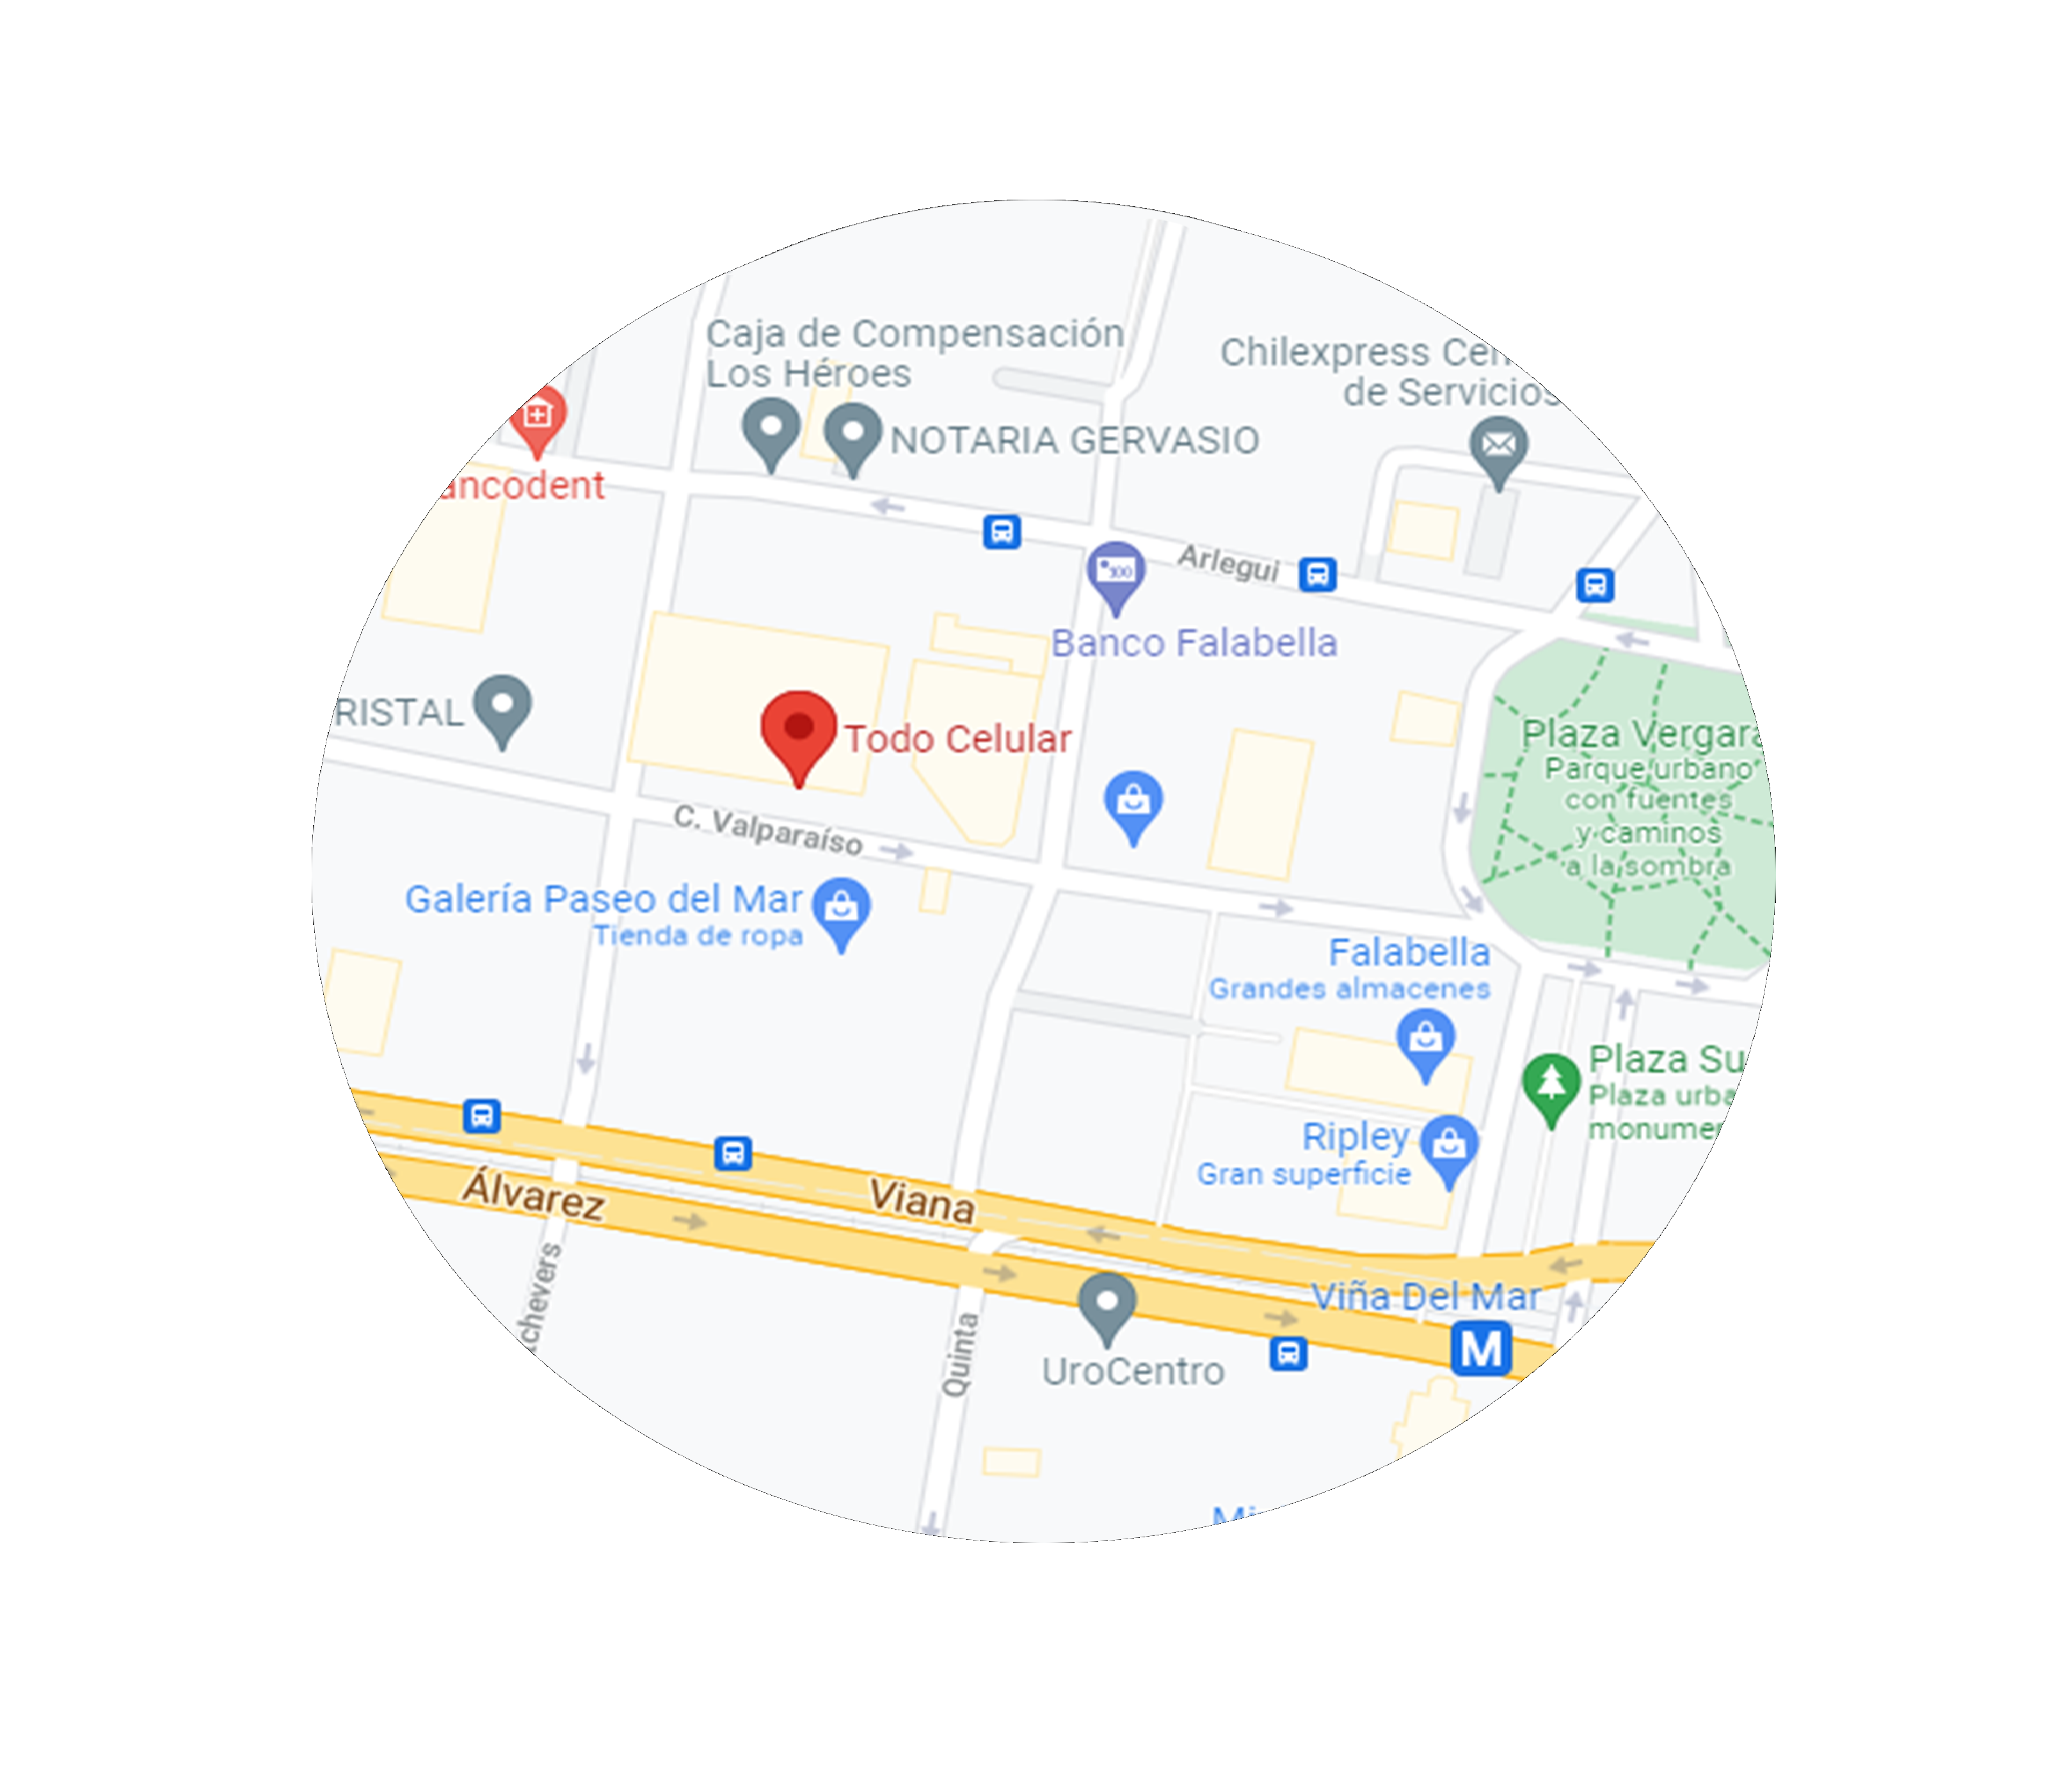 Caja de Compensación
Los Héroes
Chilexpress Cen
de Servicios
NOTARIA GERVASIO
ancodent
Arlegui
100
Banco Falabella
RISTAL
Todo Celular
Plaza Vergara
Parque urbano
con fuentes
y caminos
a la sombra
C. Valparaíso
Galería Paseo del Mar
Tienda de ropa
Falabella
Grandes almacenes
Plaza Su
Plaza urba
monumen
Ripley
Gran superficie
Álvarez
Viana
Viña Del Mar
M
chevers
Quinta
UroCentro
Mi